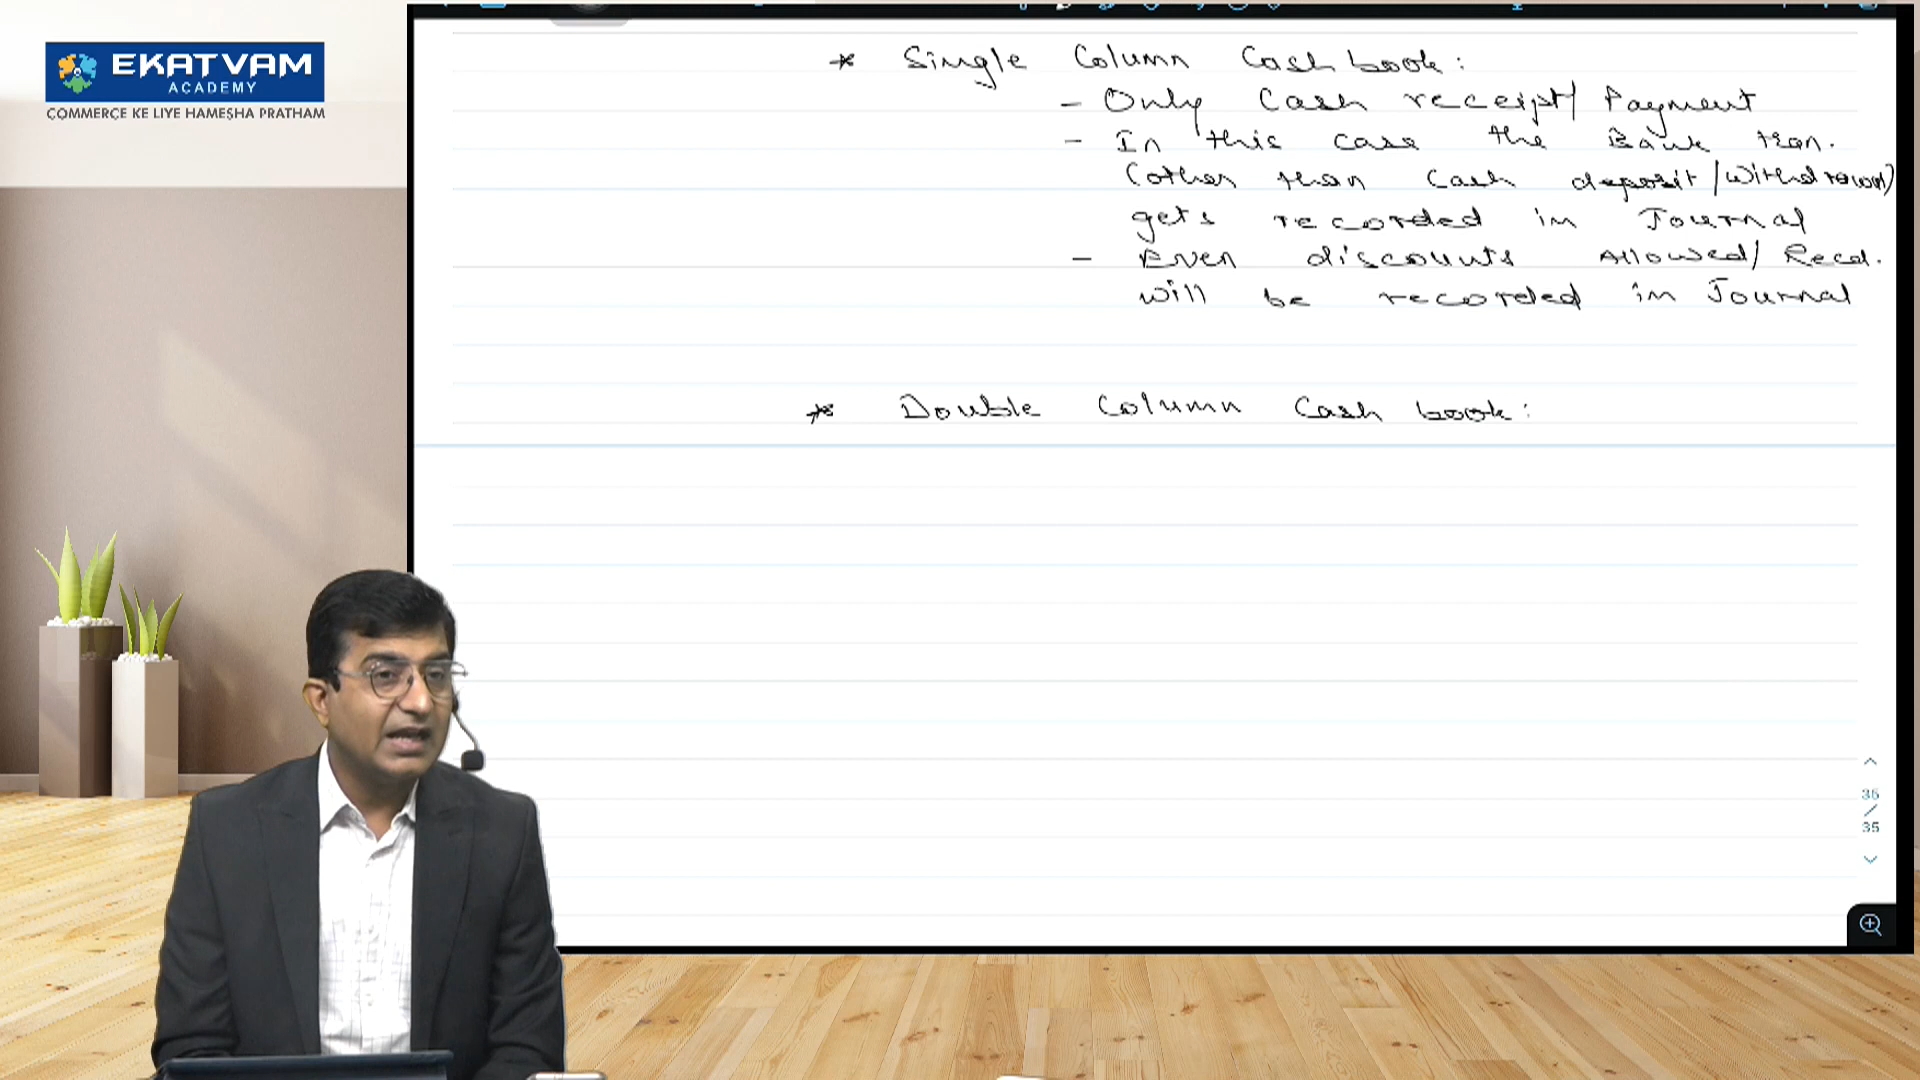 EKATVAM
ACADEMY
COMMERCE KE LIYE HAMESHA PRATHAM
* Single Column Cash book:
- Only Cash receipt/ Payment
- In this case the Bank tran.
(other than Cash deposit/withdrawn)
gets recorded in Journal
- Even discounts Allowed/ Recd.
will be recorded in Journal
* Double Column Cash book:
36
/
35